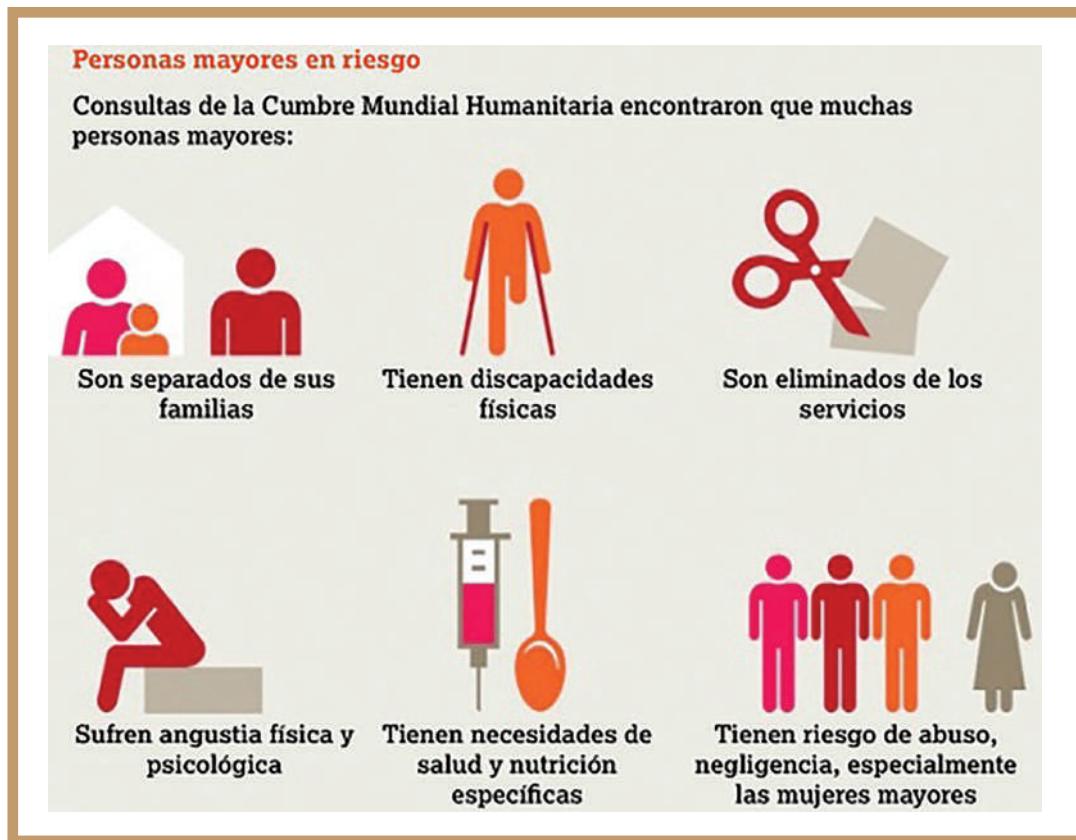 Personas mayores en riesgo
Consultas de la Cumbre Mundial Humanitaria encontraron que muchas
personas mayores:
Son separados de sus
familias
Tienen discapacidades
físicas
Son eliminados de los
servicios
Sufren angustia física y
psicológica
Tienen necesidades de
salud y nutrición
específicas
Tienen riesgo de abuso,
negligencia, especialmente
las mujeres mayores